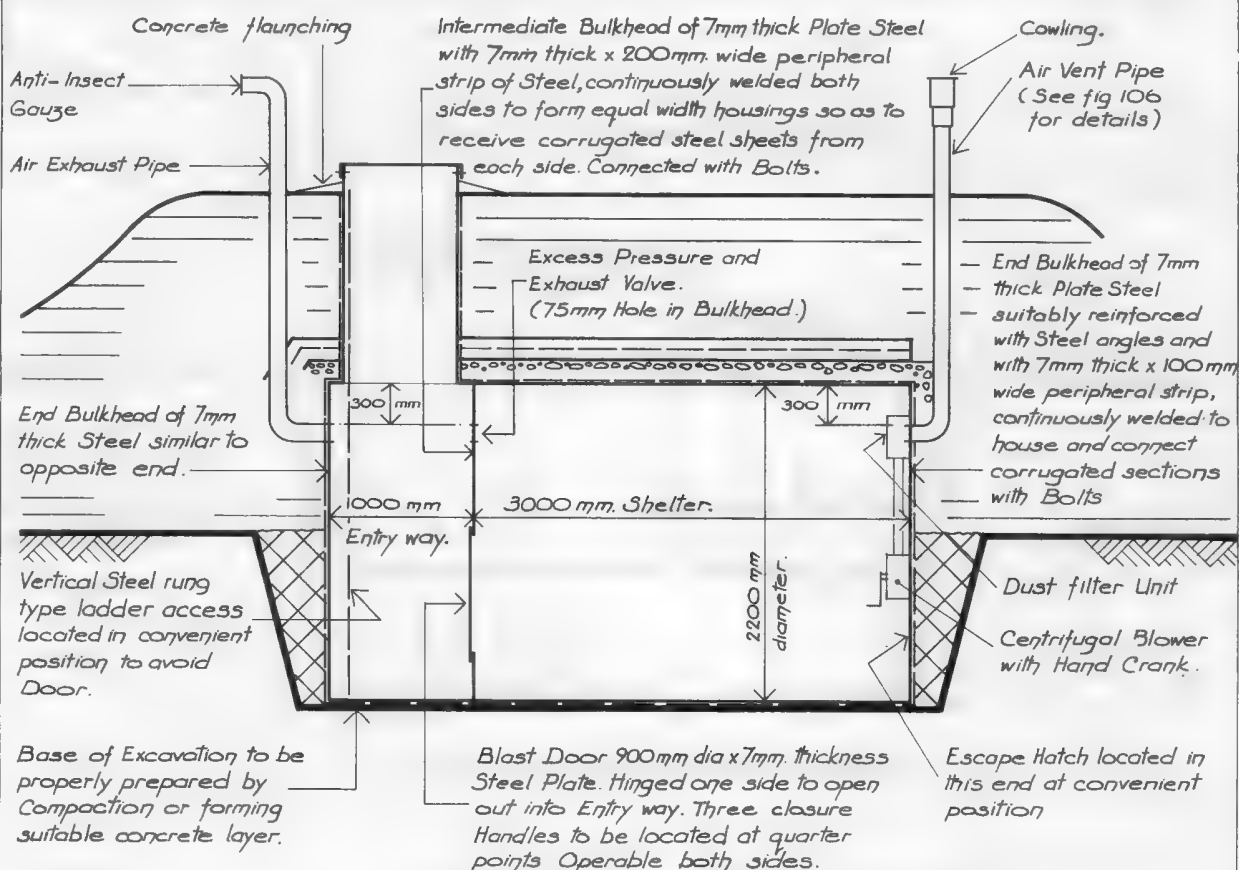 Concrete flaunching
Intermediate Bulkhead of 7mm thick Plate Steel
with 7mm thick x 200mm. wide peripheral
strip of Steel, continuously welded both
sides to form equal width housings so as to
receive corrugated steel sheets from
each side. Connected with Bolts.
Cowling.
Anti-Insect
Gauze
Air Vent Pipe
(See fig 106
for details)
Air Exhaust Pipe
Excess Pressure and
Exhaust Valve.
(75mm Hole in Bulkhead.)
End Bulkhead of 7mm
thick Plate Steel
suitably reinforced
with Steel angles and
with 7mm thick x 100mm
wide peripheral strip,
continuously welded to
house and connect
corrugated sections
with Bolts
300 mm
300 mm
End Bulkhead of 7mm
thick Steel similar to
opposite end.
1000 mm
Entry way.
3000 mm. Shelter.
2200 mm
diameter.
Vertical Steel rung
type ladder access
located in convenient
position to avoid
Door.
Dust filter Unit
Centrifugal Blower
with Hand Crank.
Base of Excavation to be
properly prepared by
Compaction or forming
suitable concrete layer.
Blast Door 900mm dia x 7mm. thickness
Steel Plate. Hinged one side to open
out into Entry way. Three closure
Handles to be located at quarter
points Operable both sides.
Escape Hatch located in
this end at convenient
position